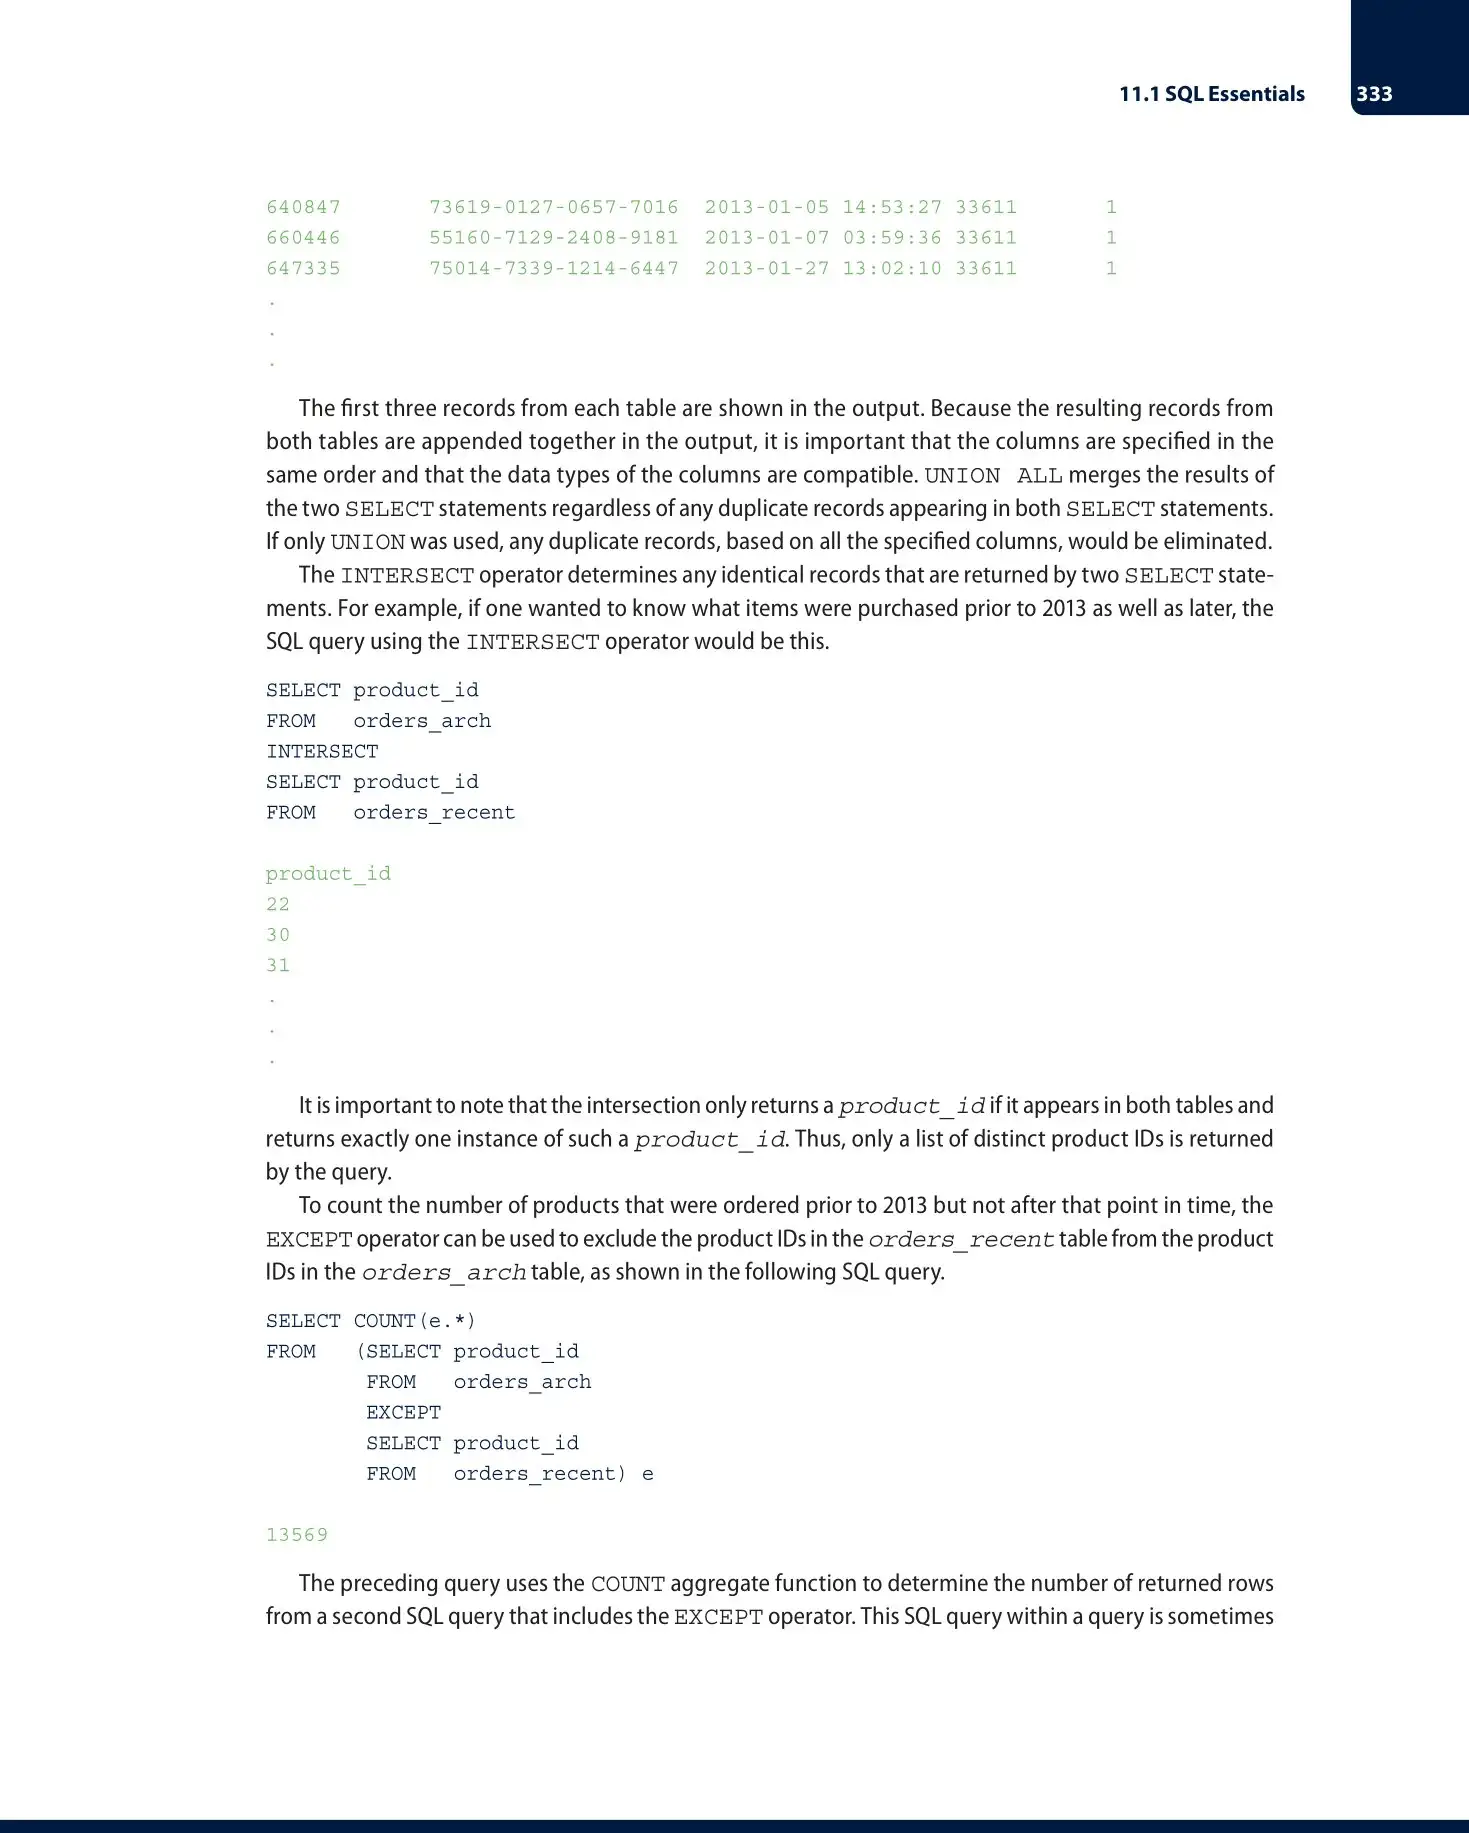 11.1 SQL Essentials 333
640847 73619-0127-0657-7016 2013-01-05 14:53:27 33611 1
660446 55160-7129-2408-9181 2013-01-07 03:59:36 33611 1
647335 75014-7339-1214-6447 2013-01-27 13:02:10 33611 1
.
.
.
The first three records from each table are shown in the output. Because the resulting records from
both tables are appended together in the output, it is important that the columns are specified in the
same order and that the data types of the columns are compatible. UNION ALL merges the results of
the two SELECT statements regardless of any duplicate records appearing in both SELECT statements.
If only UNION was used, any duplicate records, based on all the specified columns, would be eliminated.
The INTERSECT operator determines any identical records that are returned by two SELECT state-
ments. For example, if one wanted to know what items were purchased prior to 2013 as well as later, the
SQL query using the INTERSECT operator would be this.
SELECT product_id
FROM   orders_arch
INTERSECT
SELECT product_id
FROM   orders_recent
product_id
22
30
31
.
.
.
It is important to note that the intersection only returns a product_id if it appears in both tables and
returns exactly one instance of such a product_id. Thus, only a list of distinct product IDs is returned
by the query.
To count the number of products that were ordered prior to 2013 but not after that point in time, the
EXCEPT operator can be used to exclude the product IDs in the orders_recent table from the product
IDs in the orders_arch table, as shown in the following SQL query.
SELECT COUNT(e.*)
FROM   (SELECT product_id
        FROM   orders_arch
        EXCEPT
        SELECT product_id
        FROM   orders_recent) e
13569
The preceding query uses the COUNT aggregate function to determine the number of returned rows
from a second SQL query that includes the EXCEPT operator. This SQL query within a query is sometimes